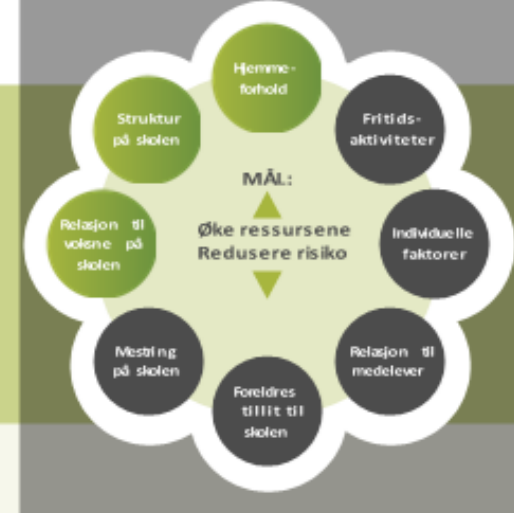 Hjemme-
forhold
Fritids-
aktiviteter
Individuelle
faktorer
Relasjon til
medelever
Foreldres
tillit til
skolen
Mestring
på skolen
Relasjon til
voksne på
skolen
Struktur
på skolen
MÅL:
Øke ressursene
Redusere risiko